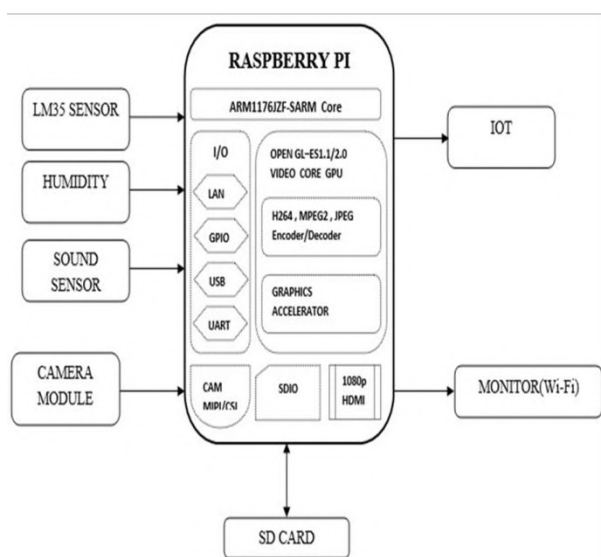 RASPBERRY PI
ARM1176JZF-SARM Core
LM35 SENSOR
HUMIDITY
SOUND
SENSOR
CAMERA
MODULE
I/O
LAN
GPIO
USB
UART
OPEN GL-ES1.1/2.0
VIDEO CORE GPU
H264 , MPEG2 , JPEG
Encoder/Decoder
GRAPHICS
ACCELERATOR
CAM
MIPI/CSI
SDIO
1080p
HDMI
IOT
MONITOR(Wi-Fi)
SD CARD